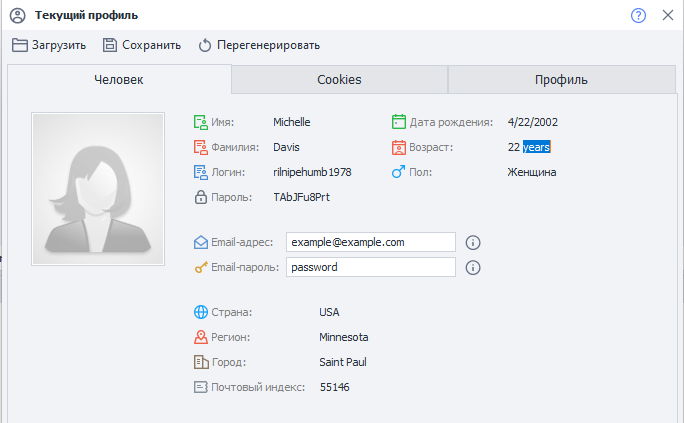 Текущий профиль
Загрузить Сохранить Перегенерировать
Человек Cookies Профиль
Имя: Michelle Дата рождения: 4/22/2002
Фамилия: Davis Возраст: 22 years
Логин: rilnipehumb1978 Пол: Женщина
Пароль: TAbJFu8Prt
Email-адрес: example@example.com
Email-пароль: password
Страна: USA
Регион: Minnesota
Город: Saint Paul
Почтовый индекс: 55146